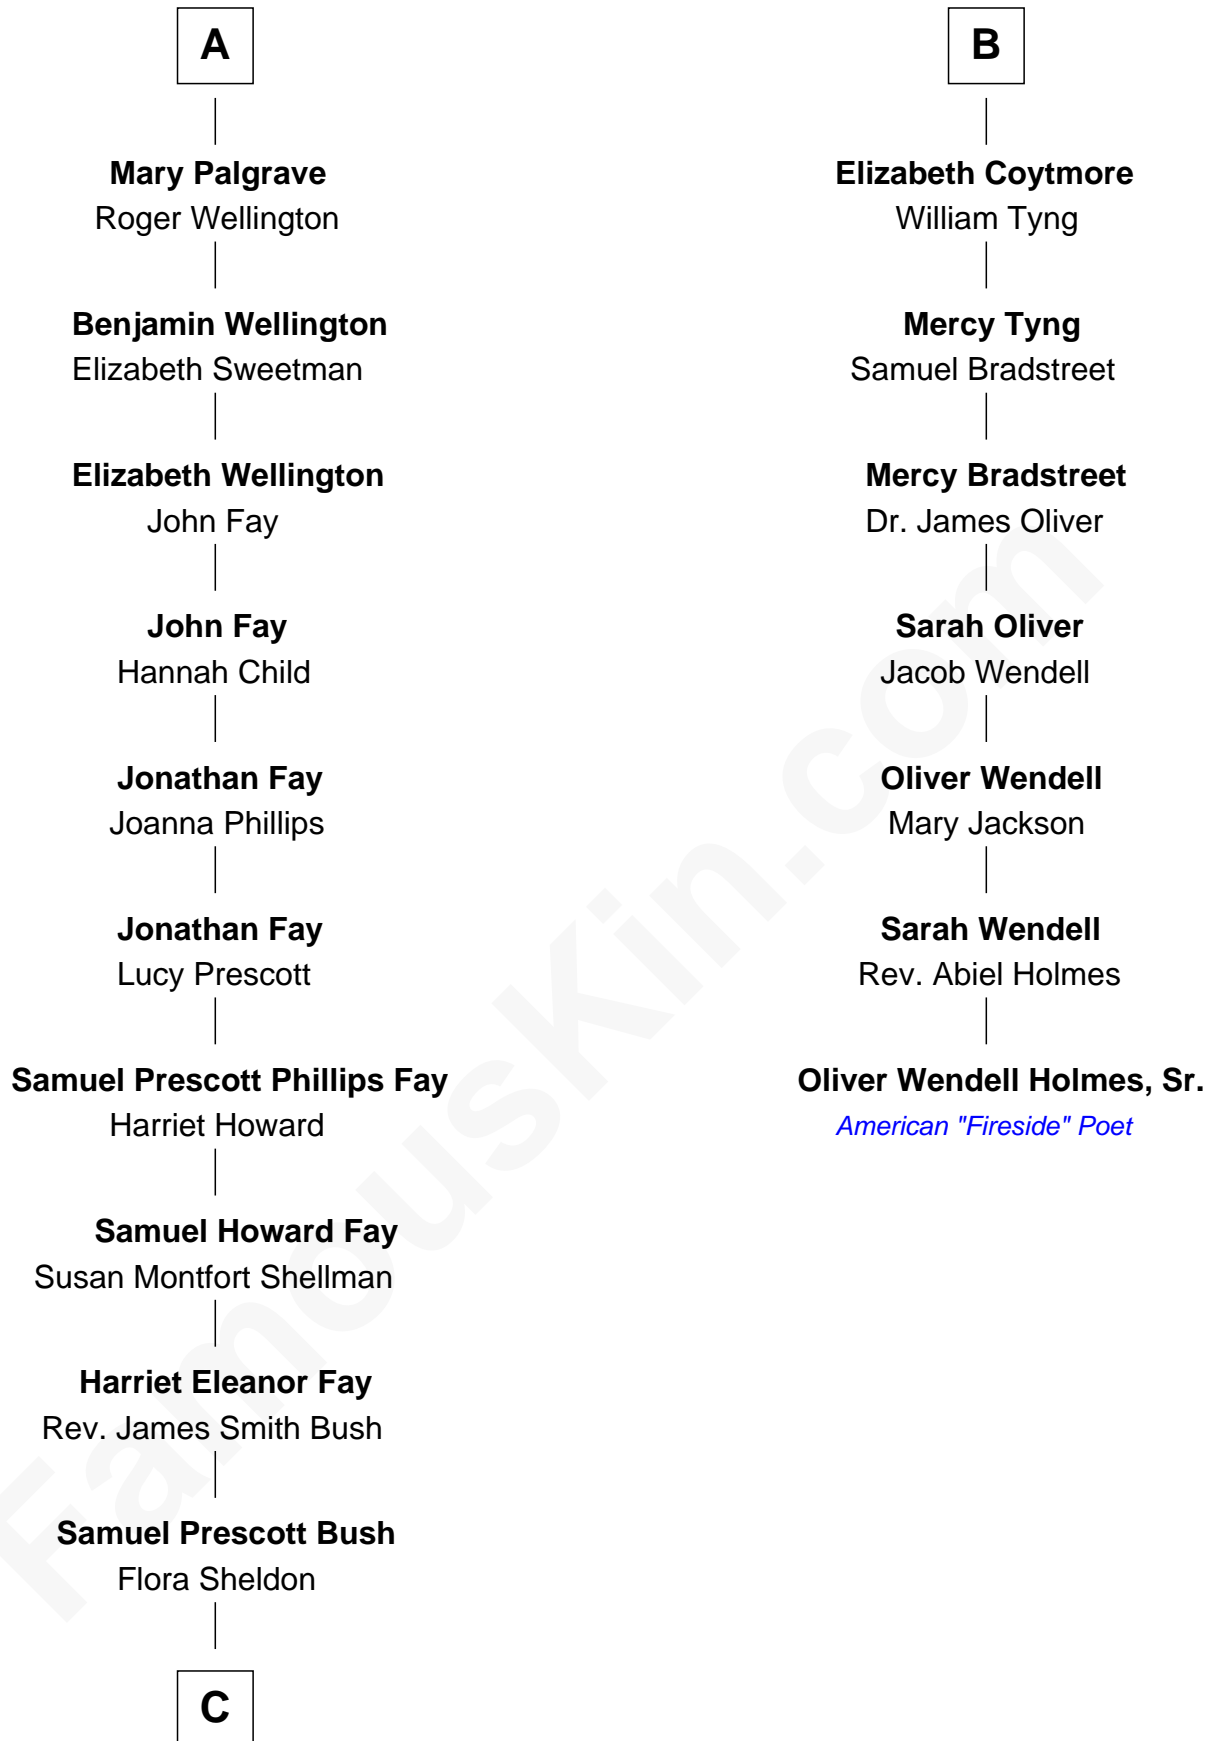 A
Mary Palgrave
Roger Wellington
Benjamin Wellington
Elizabeth Sweetman
Elizabeth Wellington
John Fay
John Fay
Hannah Child
Jonathan Fay
Joanna Phillips
Jonathan Fay
Lucy Prescott
Samuel Prescott Phillips Fay
Harriet Howard
Samuel Howard Fay
Susan Montfort Shellman
Harriet Eleanor Fay
Rev. James Smith Bush
Samuel Prescott Bush
Flora Sheldon
C
B
Elizabeth Coytmore
William Tyng
Mercy Tyng
Samuel Bradstreet
Mercy Bradstreet
Dr. James Oliver
Sarah Oliver
Jacob Wendell
Oliver Wendell
Mary Jackson
Sarah Wendell
Rev. Abiel Holmes
Oliver Wendell Holmes, Sr.
American "Fireside" Poet
FamousKin.com